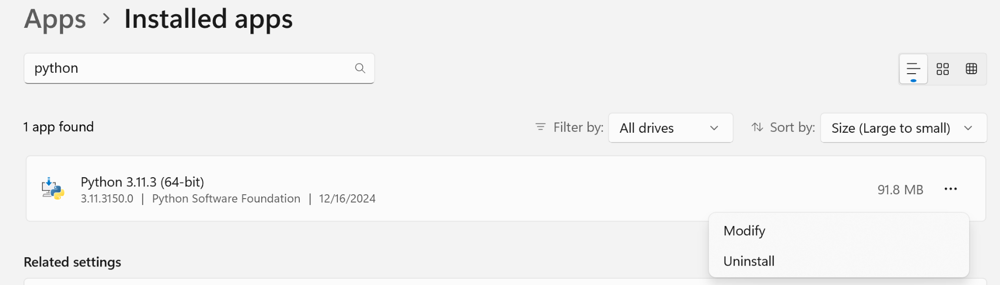 Apps > Installed apps
python
1 app found
Filter by: All drives
Sort by: Size (Large to small)
Python 3.11.3 (64-bit)
3.11.3150.0 | Python Software Foundation | 12/16/2024
91.8 MB
Modify
Uninstall
Related settings